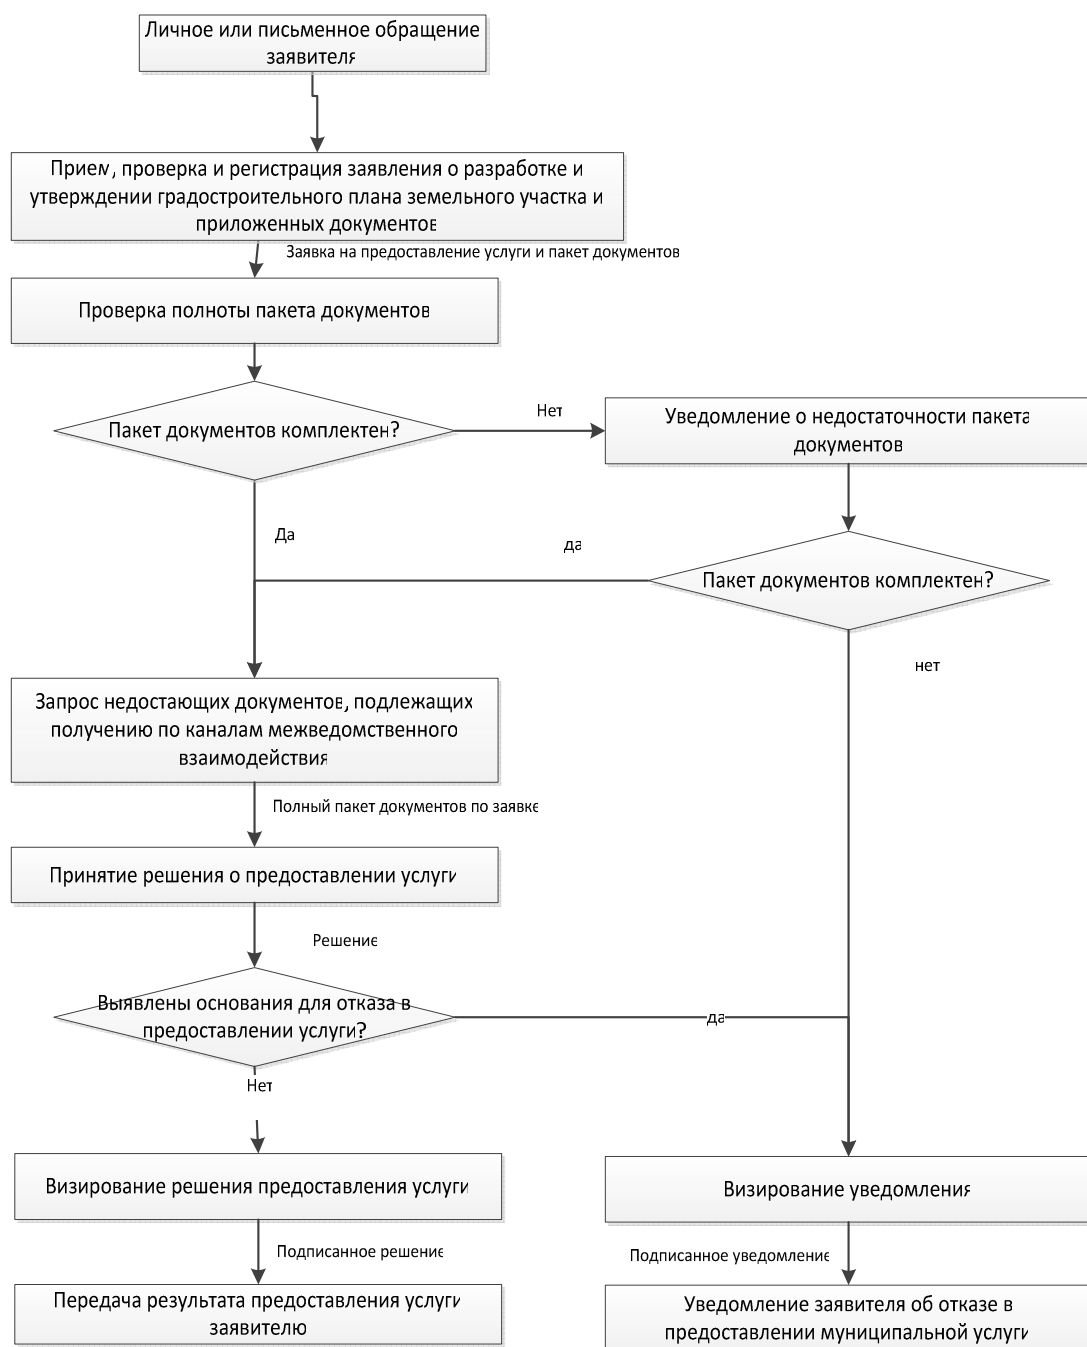 Личное или письменное обращение
заявителя
Прием, проверка и регистрация заявления о разработке и
утверждении градостроительного плана земельного участка и
приложенных документов
Заявка на предоставление услуги и пакет документов
Проверка полноты пакета документов
Пакет документов комплектен?
Нет
Уведомление о недостаточности пакета
документов
Да
да
Пакет документов комплектен?
нет
Запрос недостающих документов, подлежащих
получению по каналам межведомственного
взаимодействия
Полный пакет документов по заявке
Принятие решения о предоставлении услуги
Решение
Выявлены основания для отказа в
предоставлении услуги?
да
Нет
Визирование решения предоставления услуги
Визирование уведомления
Подписанное решение
Подписанное уведомление
Передача результата предоставления услуги
заявителю
Уведомление заявителя об отказе в
предоставлении муниципальной услуги